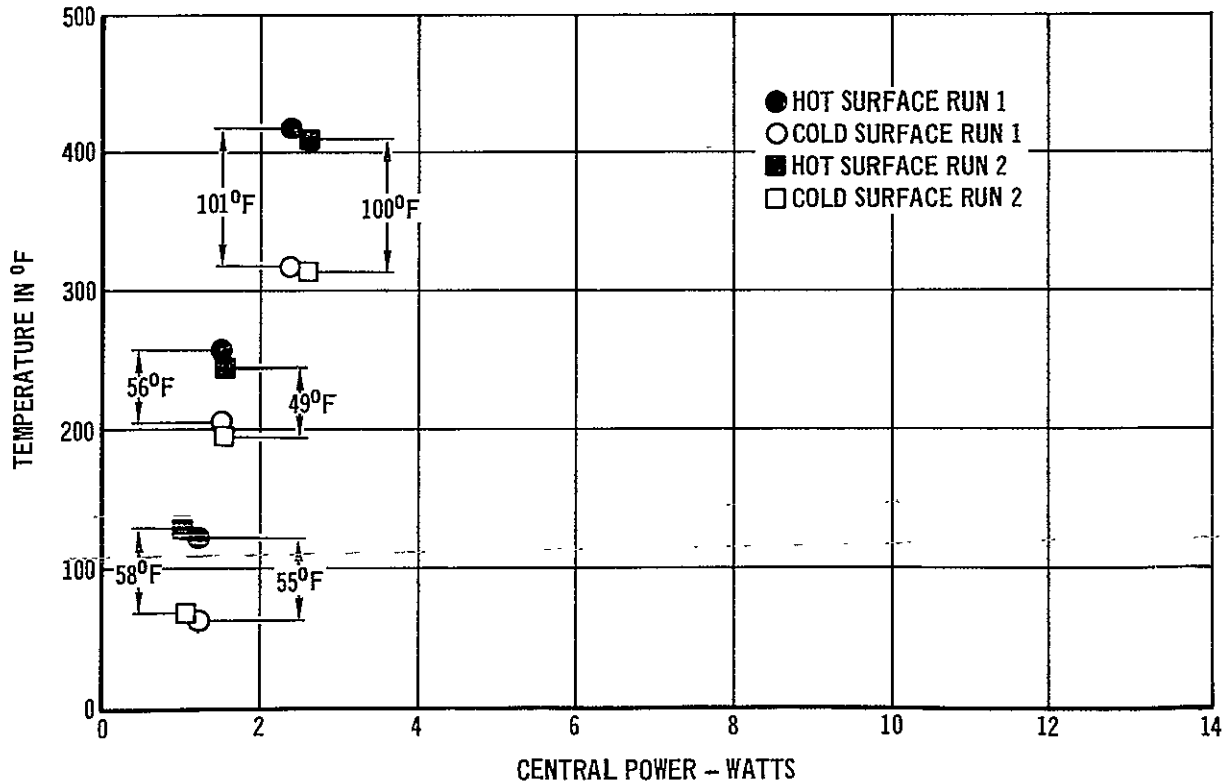 500
400
300
200
100
0
TEMPERATURE IN °F
● HOT SURFACE RUN 1
○ COLD SURFACE RUN 1
■ HOT SURFACE RUN 2
□ COLD SURFACE RUN 2
101°F
100°F
56°F
49°F
58°F
55°F
0 2 4 6 8 10 12 14
CENTRAL POWER – WATTS